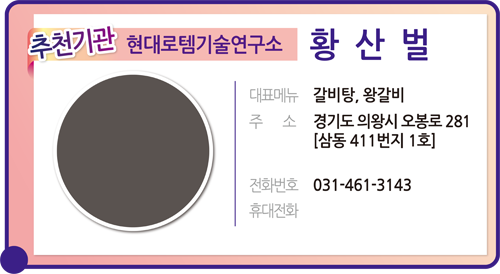 추천기관 현대로템기술연구소 황산벌
대표메뉴 갈비탕, 왕갈비
주 소 경기도 의왕시 오봉로 281
[삼동 411번지 1호]
전화번호 031-461-3143
휴대전화